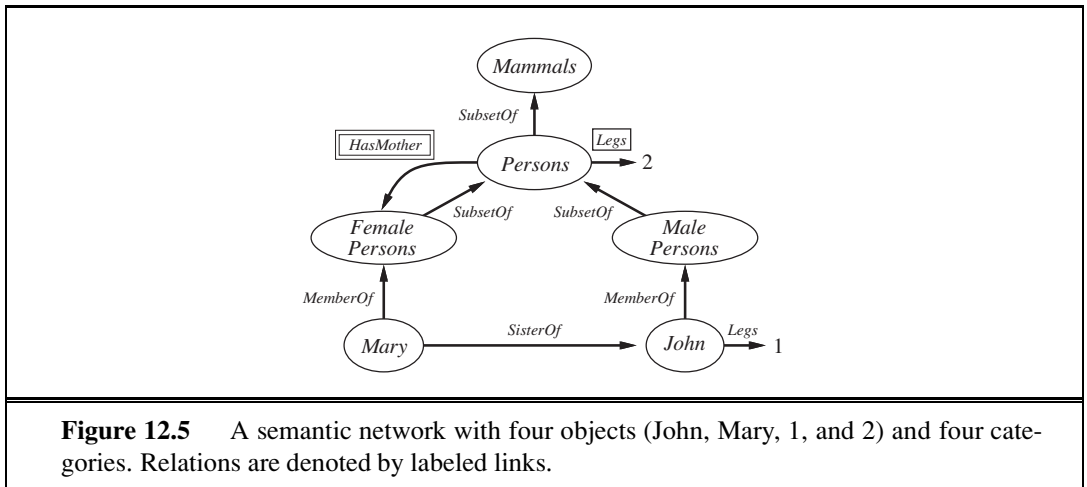 Mammals
SubsetOf
HasMother
Legs
Persons
2
SubsetOf
SubsetOf
Female
Persons
Male
Persons
MemberOf
MemberOf
SisterOf
Legs
Mary
John
1
Figure 12.5 A semantic network with four objects (John, Mary, 1, and 2) and four cate-
gories. Relations are denoted by labeled links.